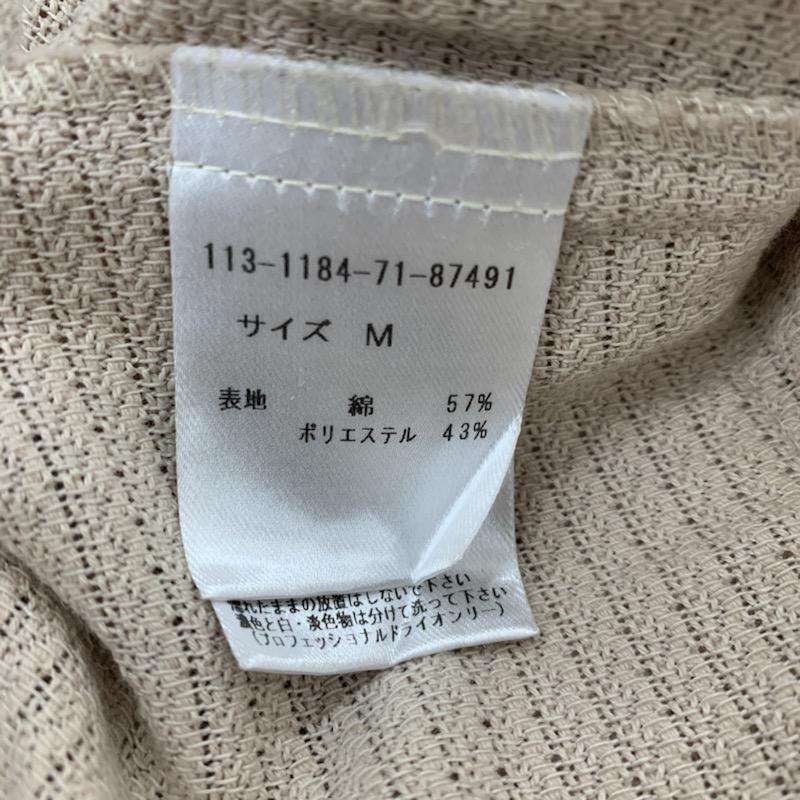 113-1184-71-87491
サイズ M
表地 綿 57%
ポリエステル 43%
れたままの放置はしないで下さい
濃色と白・淡色物は分けて洗って下さい
(プロフェッショナルドライオンリー)